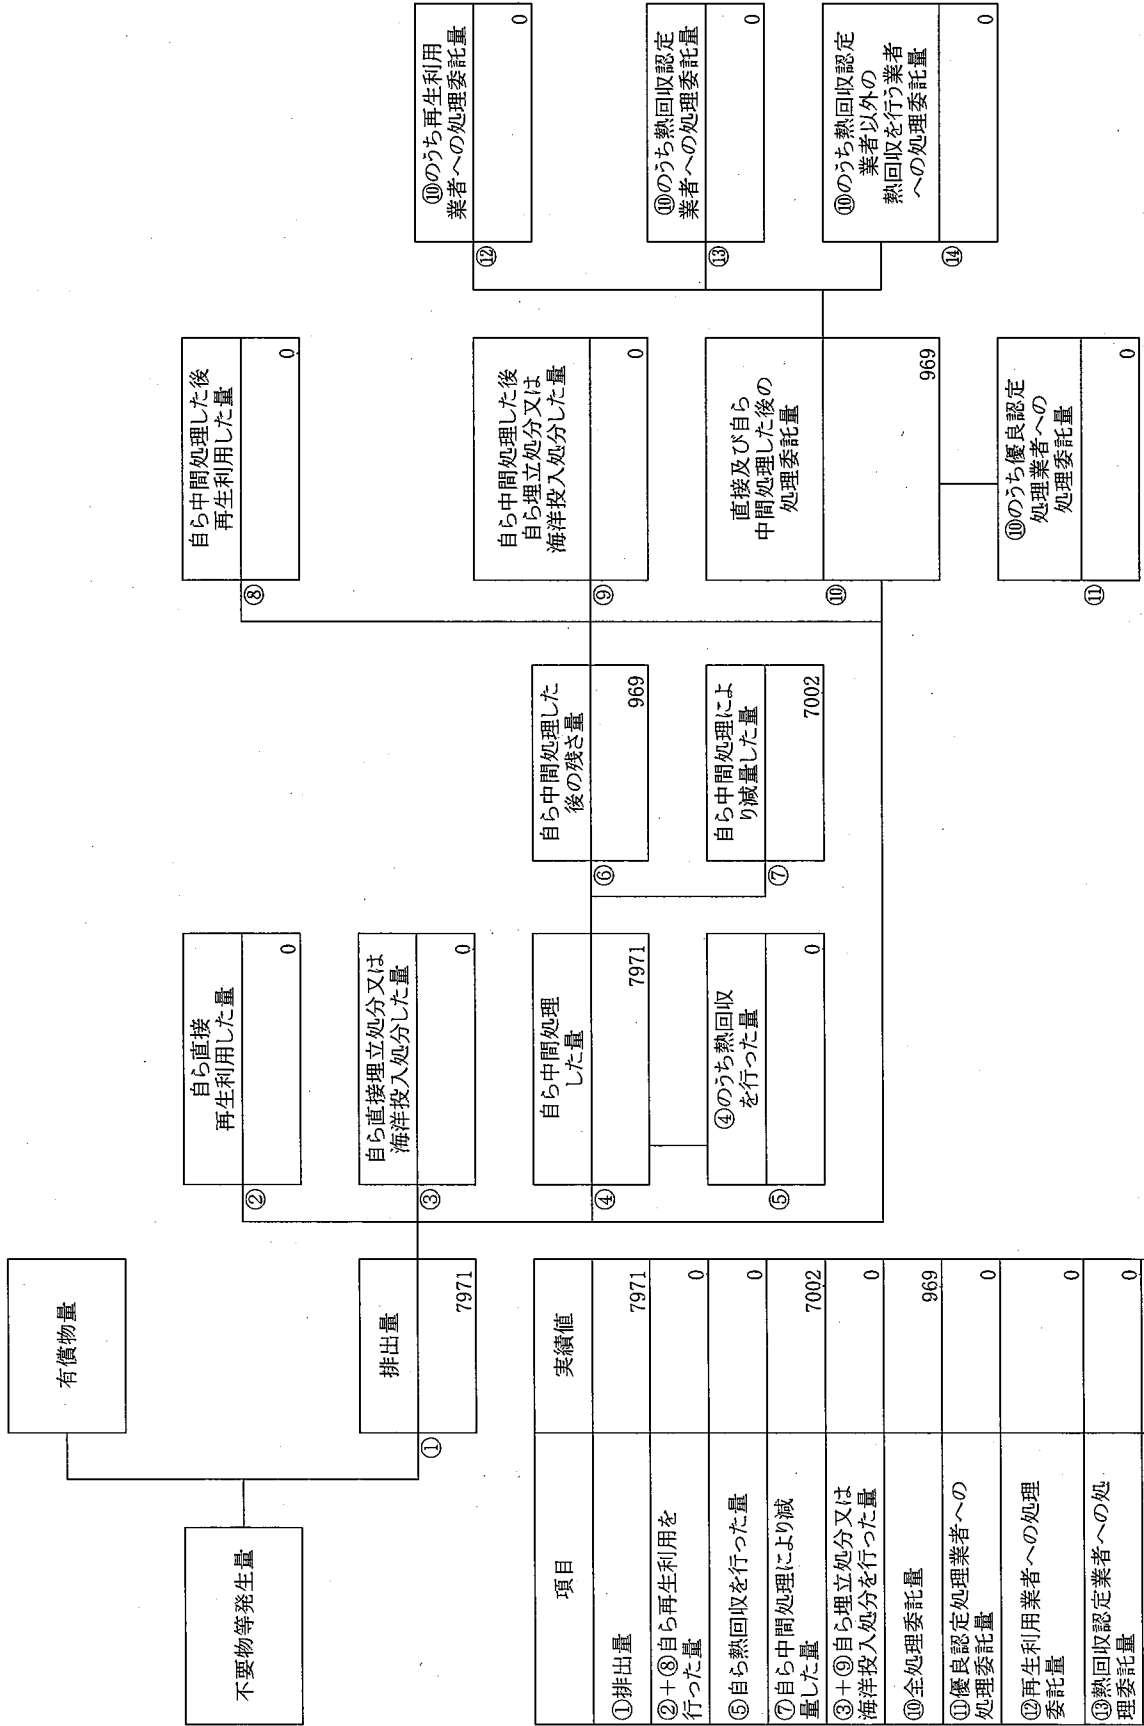 不要物等発生量
有償物量
①
排出量
7971
②
自ら直接
再生利用した量
0
③
自ら直接埋立処分又は
海洋投入処分した量
0
④
自ら中間処理
した量
7971
⑤
④のうち熱回収
を行った量
0
⑥
自ら中間処理した
後の残さ量
969
⑦
自ら中間処理によ
り減量した量
7002
⑧
自ら中間処理した後
再生利用した量
0
⑨
自ら中間処理した後
自ら埋立処分又は
海洋投入処分した量
0
⑩
直接及び自ら
中間処理した後の
処理委託量
969
⑪
⑩のうち優良認定
処理業者への
処理委託量
0
⑫
⑩のうち再生利用
業者への処理委託量
0
⑬
⑩のうち熱回収認定
業者への処理委託量
0
⑭
⑩のうち熱回収認定
業者以外の
熱回収を行う業者
への処理委託量
0
項目
実績値
①排出量
7971
②+⑧自ら再生利用を
行った量
0
⑤自ら熱回収を行った量
0
⑦自ら中間処理により減
量した量
7002
③+⑨自ら埋立処分又は
海洋投入処分を行った量
0
⑩全処理委託量
969
⑪優良認定処理業者への
処理委託量
0
⑫再生利用業者への処理
委託量
0
⑬熱回収認定業者への処
理委託量
0